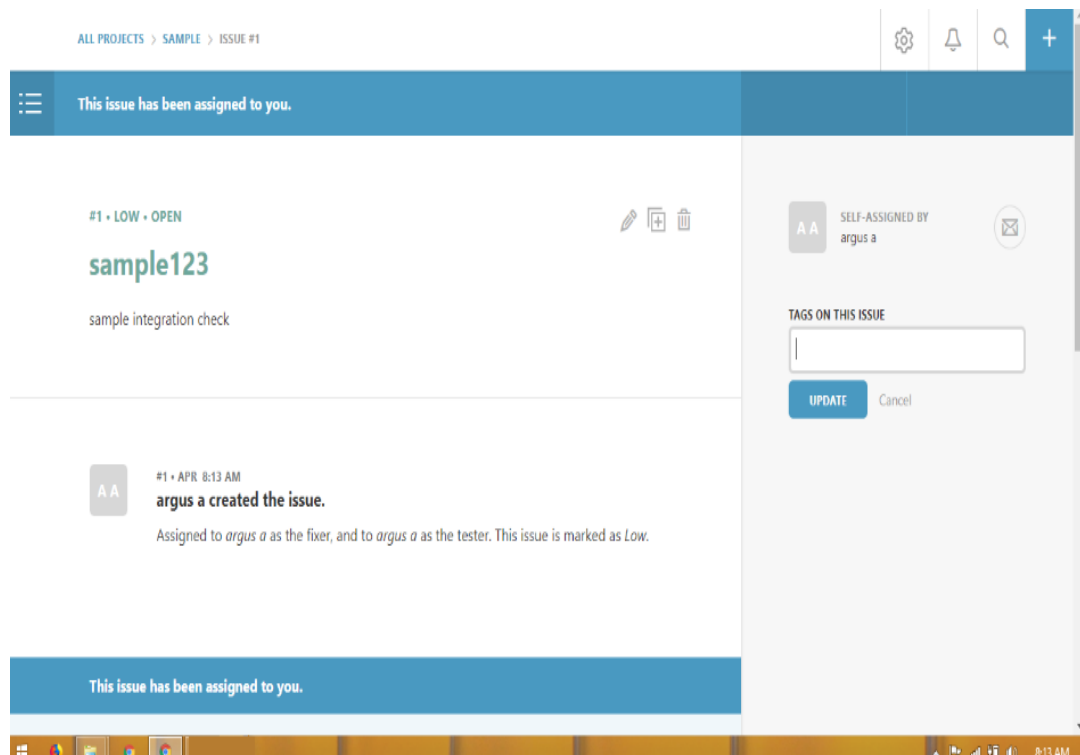 ALL PROJECTS > SAMPLE > ISSUE #1
This issue has been assigned to you.
#1 • LOW • OPEN
sample123
sample integration check
A A
SELF-ASSIGNED BY
argus a
TAGS ON THIS ISSUE
UPDATE Cancel
A A
#1 • APR 8:13 AM
argus a created the issue.
Assigned to argus a as the fixer, and to argus a as the tester. This issue is marked as Low.
This issue has been assigned to you.
8:13 AM